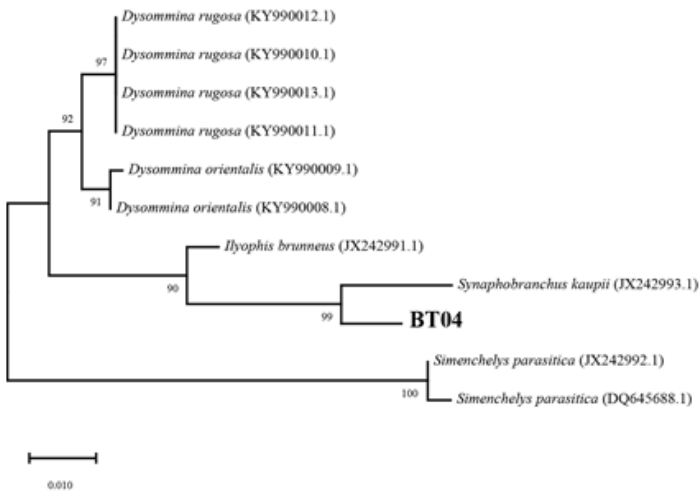 Dysommina rugosa (KY990012.1)
Dysommina rugosa (KY990010.1)
97
Dysommina rugosa (KY990013.1)
92
Dysommina rugosa (KY990011.1)
Dysommina orientalis (KY990009.1)
91
Dysommina orientalis (KY990008.1)
Ilyophis brunneus (JX242991.1)
90
Synaphobranchus kaupii (JX242993.1)
99
BT04
Simenchelys parasitica (JX242992.1)
100
Simenchelys parasitica (DQ645688.1)
0.010